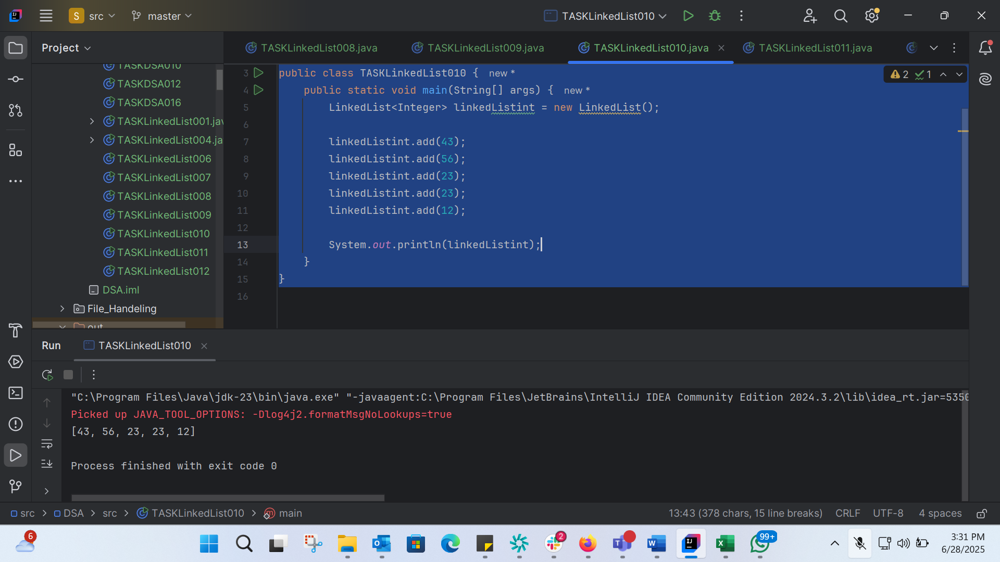 S src master TASKLinkedList010
Project
TASKLinkedList008.java TASKLinkedList009.java TASKLinkedList010.java TASKLinkedList011.java
TASKDSA010
TASKDSA012
TASKDSA016
TASKLinkedList001.jav
TASKLinkedList004.ja
TASKLinkedList006
TASKLinkedList007
TASKLinkedList008
TASKLinkedList009
TASKLinkedList010
TASKLinkedList011
TASKLinkedList012
DSA.iml
File_Handeling
out
3 public class TASKLinkedList010 { new *
4 public static void main(String[] args) { new *
5 LinkedList<Integer> linkedListint = new LinkedList();
6
7 linkedListint.add(43);
8 linkedListint.add(56);
9 linkedListint.add(23);
10 linkedListint.add(23);
11 linkedListint.add(12);
12
13 System.out.println(linkedListint);
14 }
15 }
16
2 1
Run TASKLinkedList010
"C:\Program Files\Java\jdk-23\bin\java.exe" "-javaagent:C:\Program Files\JetBrains\IntelliJ IDEA Community Edition 2024.3.2\lib\idea_rt.jar=5350
Picked up JAVA_TOOL_OPTIONS: -Dlog4j2.formatMsgNoLookups=true
[43, 56, 23, 23, 12]
Process finished with exit code 0
src > DSA > src > TASKLinkedList010 > main 13:43 (378 chars, 15 line breaks) CRLF UTF-8 4 spaces
6 2 99+ 3:31 PM
6/28/2025